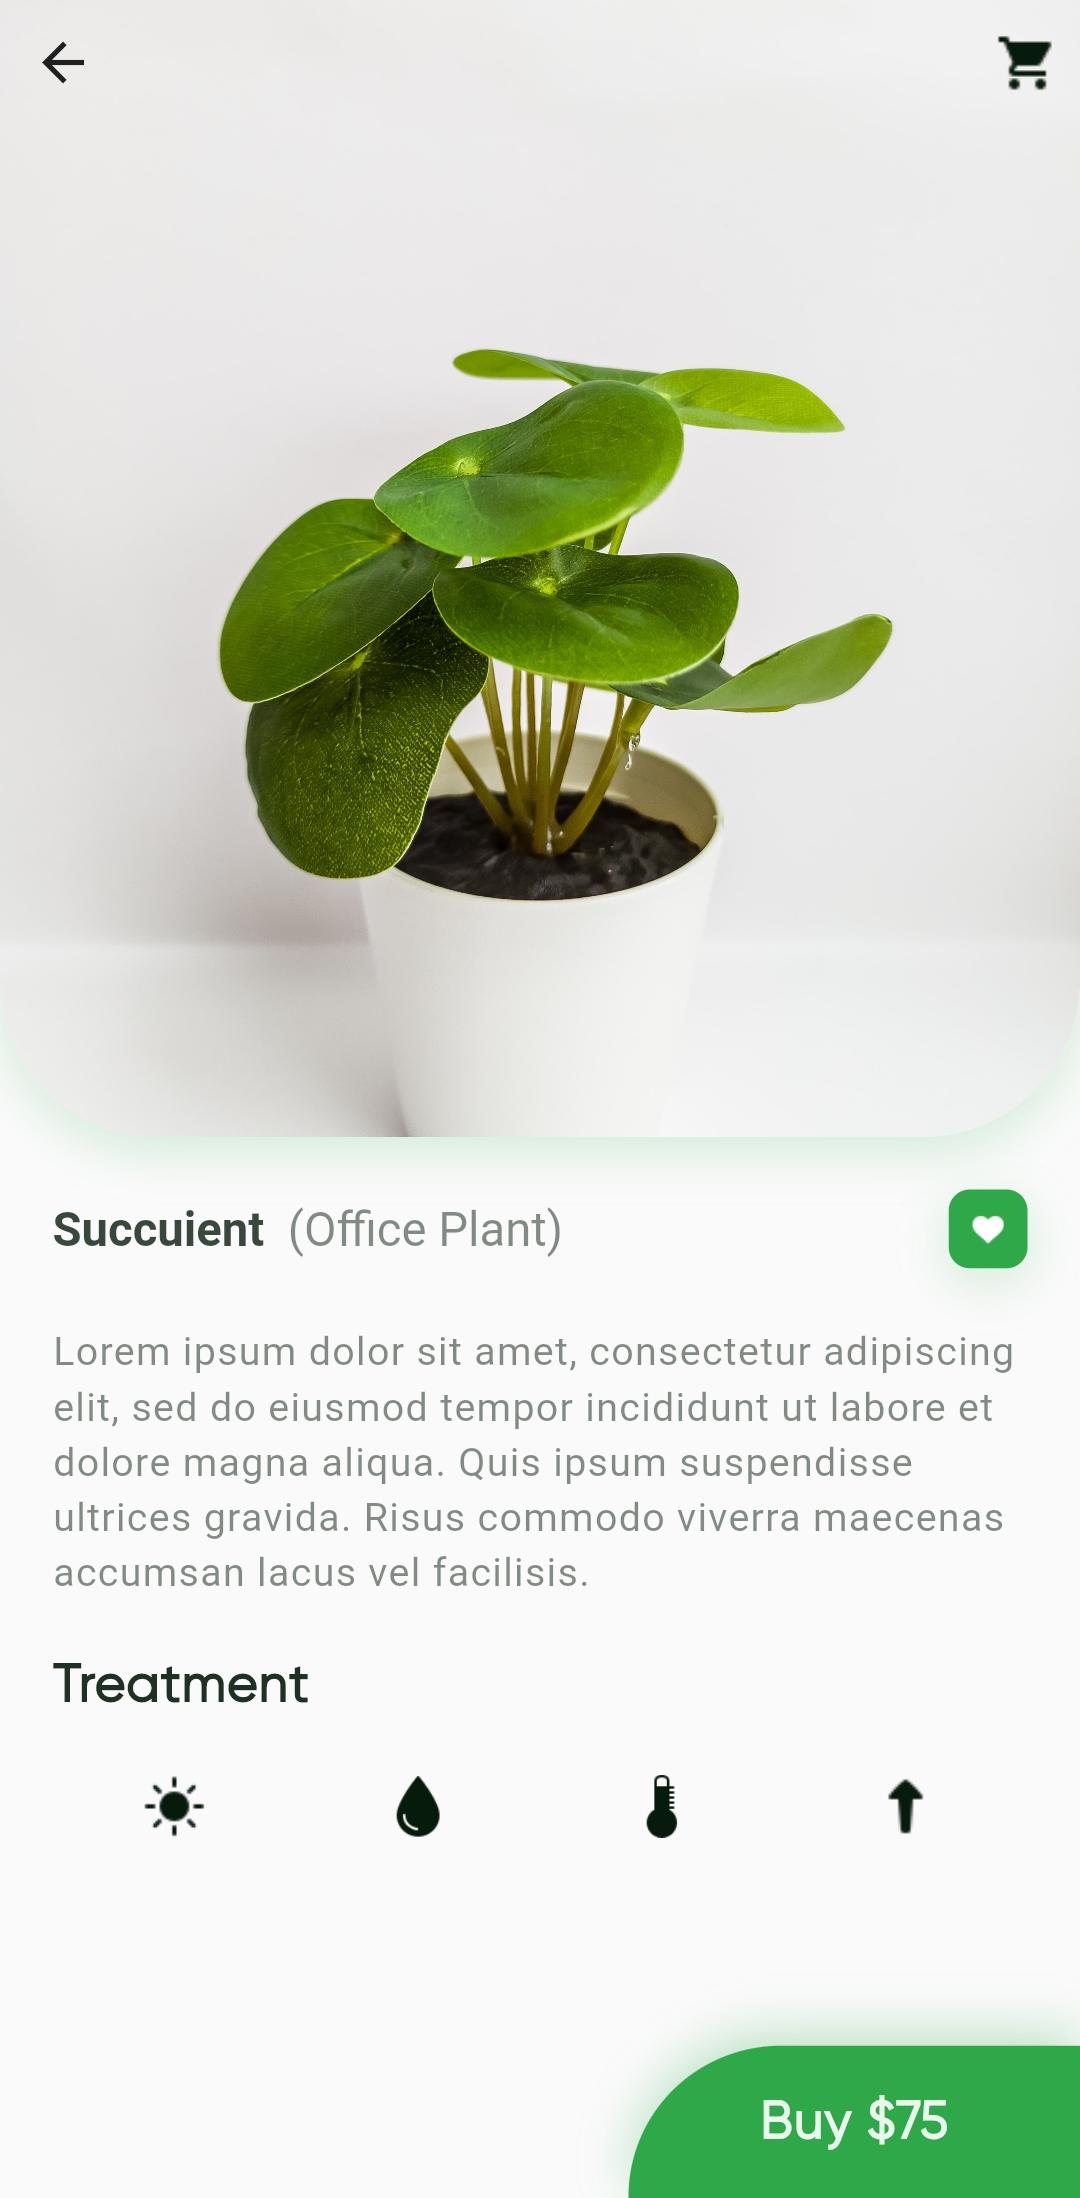 Succuient (Office Plant)
Lorem ipsum dolor sit amet, consectetur adipiscing
elit, sed do eiusmod tempor incididunt ut labore et
dolore magna aliqua. Quis ipsum suspendisse
ultrices gravida. Risus commodo viverra maecenas
accumsan lacus vel facilisis.
Treatment
Buy $75